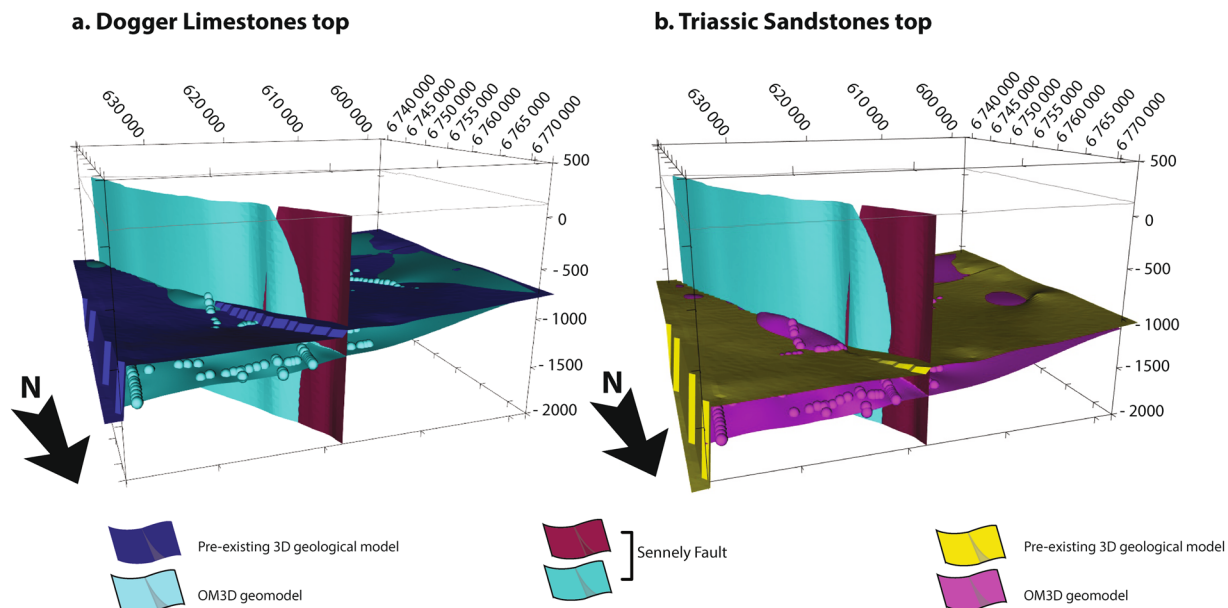 a. Dogger Limestones top
b. Triassic Sandstones top
630 000
620 000
610 000
600 000
6 740 000
6 745 000
6 750 000
6 755 000
6 760 000
6 765 000
6 770 000
500
0
- 500
- 1000
- 1500
- 2000
N
630 000
620 000
610 000
600 000
6 740 000
6 745 000
6 750 000
6 755 000
6 760 000
6 765 000
6 770 000
500
0
- 500
- 1000
- 1500
- 2000
N
Pre-existing 3D geological model
OM3D geomodel
Sennely Fault
Pre-existing 3D geological model
OM3D geomodel